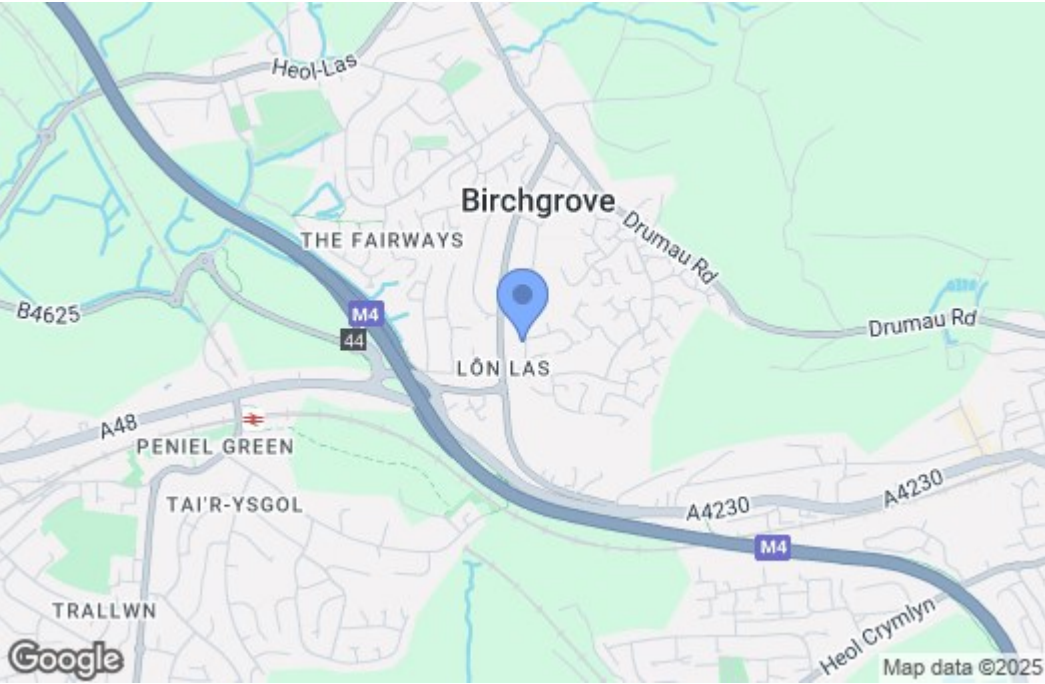 Heol-Las
Birchgrove
Drumau Rd
THE FAIRWAYS
B4625
M4
44
Drumau Rd
LÔN LAS
A48
PENIEL GREEN
TAI'R-YSGOL
A4230
A4230
M4
TRALLWN
Heol Crymlyn
Google
Map data ©2025